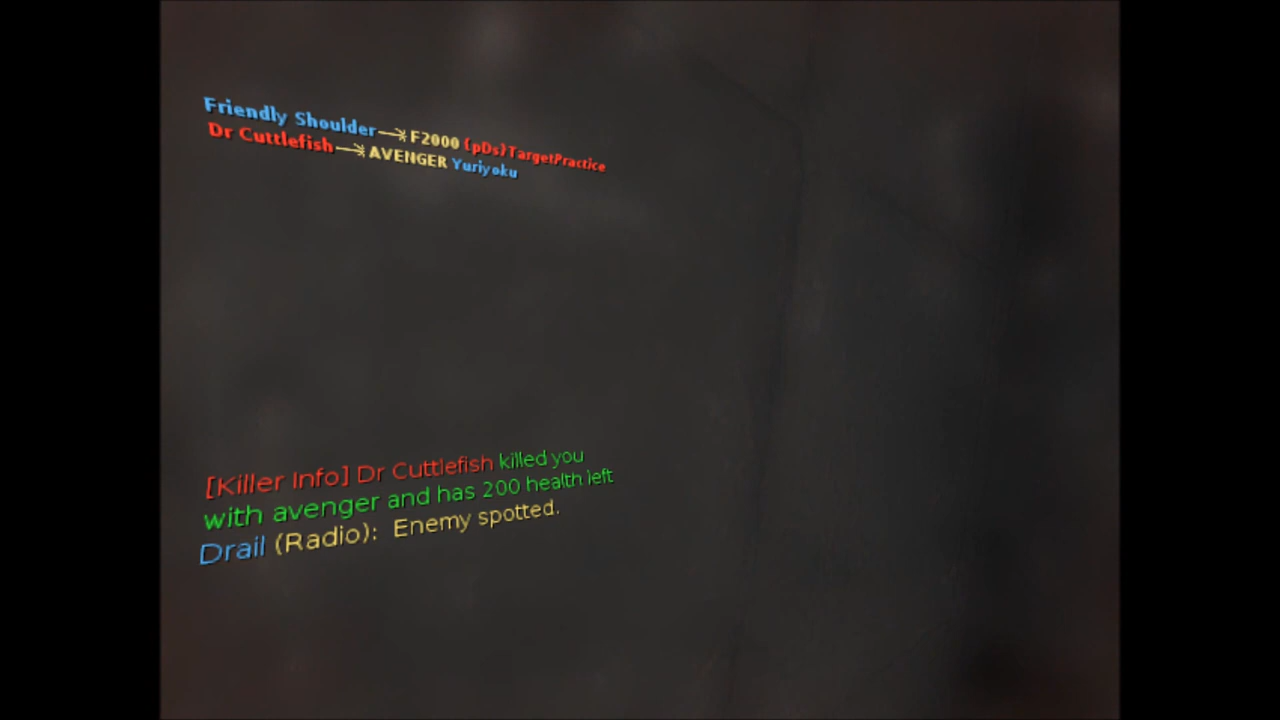 Friendly Shoulder F2000 {pDs}TargetPractice
Dr Cuttlefish AVENGER Yuriyoku
[Killer Info] Dr Cuttlefish killed you
with avenger and has 200 health left
Drail (Radio): Enemy spotted.